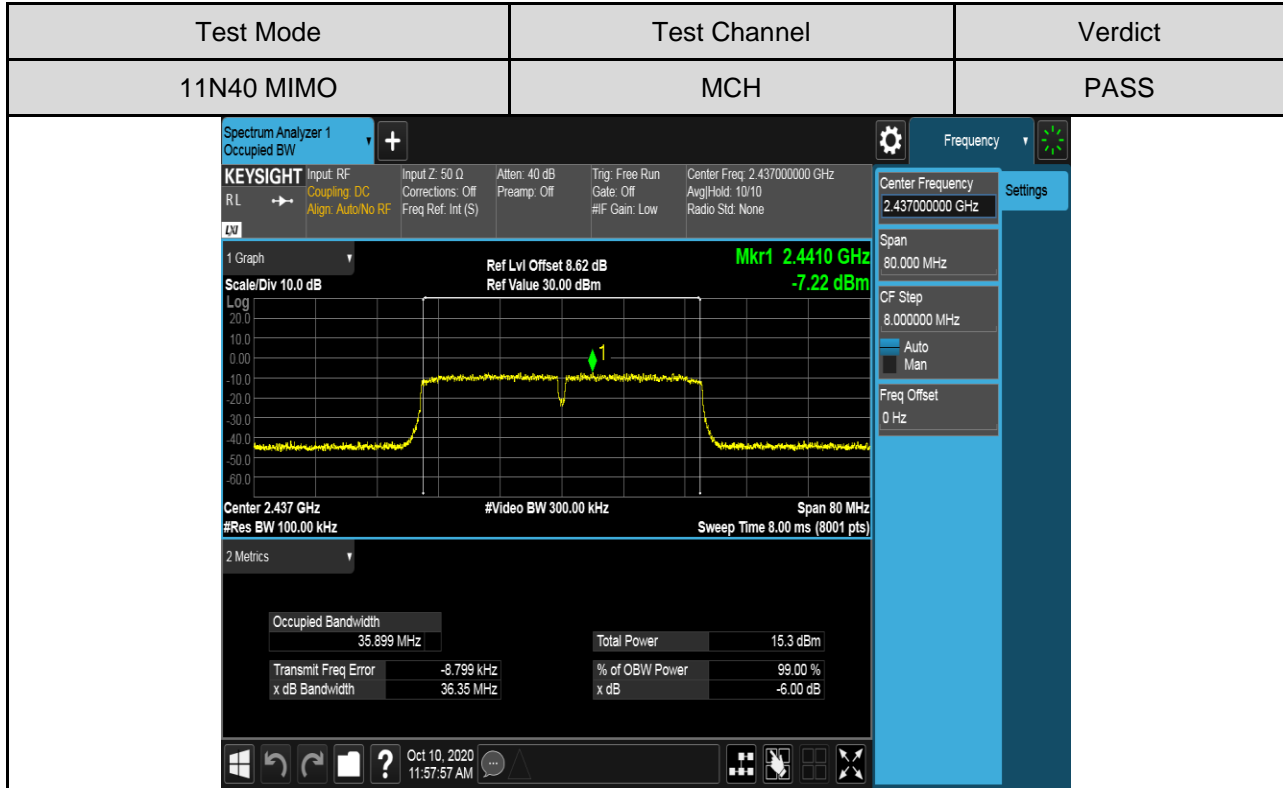 Test Mode Test Channel Verdict
11N40 MIMO MCH PASS
Spectrum Analyzer 1
Occupied BW
+
Frequency
KEYSIGHT Input: RF Input Z: 50 Ω Atten: 40 dB Trig: Free Run Center Freq: 2.437000000 GHz
RL Coupling: DC Corrections: Off Preamp: Off Gate: Off Avg|Hold: 10/10
Align: Auto/No RF Freq Ref: Int (S) #IF Gain: Low Radio Std: None
LXI
Center Frequency
2.437000000 GHz
Settings
Span
80.000 MHz
CF Step
8.000000 MHz
Auto
Man
Freq Offset
0 Hz
1 Graph Ref Lvl Offset 8.62 dB Mkr1 2.4410 GHz
Scale/Div 10.0 dB Ref Value 30.00 dBm -7.22 dBm
Log
20.0
10.0
0.00
-10.0
-20.0
-30.0
-40.0
-50.0
-60.0
1
Center 2.437 GHz #Video BW 300.00 kHz Span 80 MHz
#Res BW 100.00 kHz Sweep Time 8.00 ms (8001 pts)
2 Metrics
Occupied Bandwidth
35.899 MHz Total Power 15.3 dBm
Transmit Freq Error -8.799 kHz % of OBW Power 99.00 %
x dB Bandwidth 36.35 MHz x dB -6.00 dB
? Oct 10, 2020
11:57:57 AM